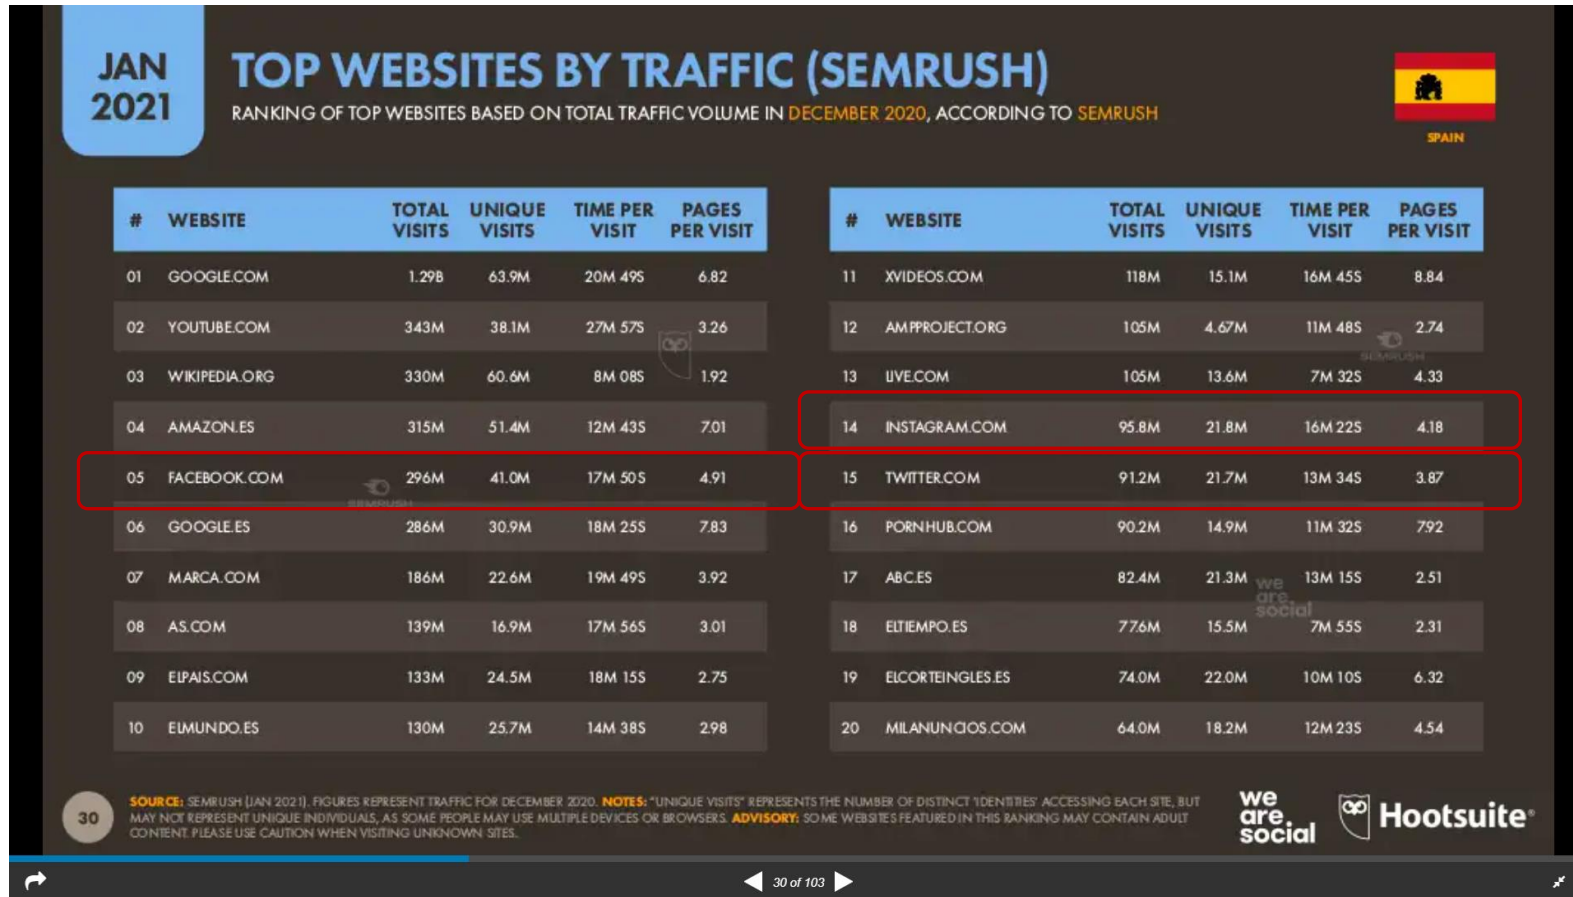 JAN
2021
TOP WEBSITES BY TRAFFIC (SEMRUSH)
RANKING OF TOP WEBSITES BASED ON TOTAL TRAFFIC VOLUME IN DECEMBER 2020, ACCORDING TO SEMRUSH
SPAIN
# WEBSITE TOTAL VISITS UNIQUE VISITS TIME PER VISIT PAGES PER VISIT
01 GOOGLE.COM 1.29B 63.9M 20M 49S 6.82
02 YOUTUBE.COM 343M 38.1M 27M 57S 3.26
03 WIKIPEDIA.ORG 330M 60.6M 8M 08S 1.92
04 AMAZON.ES 315M 51.4M 12M 43S 7.01
05 FACEBOOK.COM 296M 41.0M 17M 50S 4.91
SEMRUSH
06 GOOGLE.ES 286M 30.9M 18M 25S 7.83
07 MARCA.COM 186M 22.6M 19M 49S 3.92
08 AS.COM 139M 16.9M 17M 56S 3.01
09 ELPAIS.COM 133M 24.5M 18M 15S 2.75
10 ELMUNDO.ES 130M 25.7M 14M 38S 2.98
# WEBSITE TOTAL VISITS UNIQUE VISITS TIME PER VISIT PAGES PER VISIT
11 XVIDEOS.COM 118M 15.1M 16M 45S 8.84
12 AMPPROJECT.ORG 105M 4.67M 11M 48S 2.74
SEMRUSH
13 LIVE.COM 105M 13.6M 7M 32S 4.33
14 INSTAGRAM.COM 95.8M 21.8M 16M 22S 4.18
15 TWITTER.COM 91.2M 21.7M 13M 34S 3.87
16 PORNHUB.COM 90.2M 14.9M 11M 32S 7.92
17 ABC.ES 82.4M 21.3M 13M 15S 2.51
we
are
social
18 ELTIEMPO.ES 77.6M 15.5M 7M 55S 2.31
19 ELCORTEINGLES.ES 74.0M 22.0M 10M 10S 6.32
20 MILANUNCIOS.COM 64.0M 18.2M 12M 23S 4.54
30
SOURCE: SEMRUSH (JAN 2021). FIGURES REPRESENT TRAFFIC FOR DECEMBER 2020. NOTES: "UNIQUE VISITS" REPRESENTS THE NUMBER OF DISTINCT 'IDENTITIES' ACCESSING EACH SITE, BUT
MAY NOT REPRESENT UNIQUE INDIVIDUALS, AS SOME PEOPLE MAY USE MULTIPLE DEVICES OR BROWSERS. ADVISORY: SOME WEBSITES FEATURED IN THIS RANKING MAY CONTAIN ADULT
CONTENT. PLEASE USE CAUTION WHEN VISITING UNKNOWN SITES.
we
are
social
Hootsuite®
30 of 103